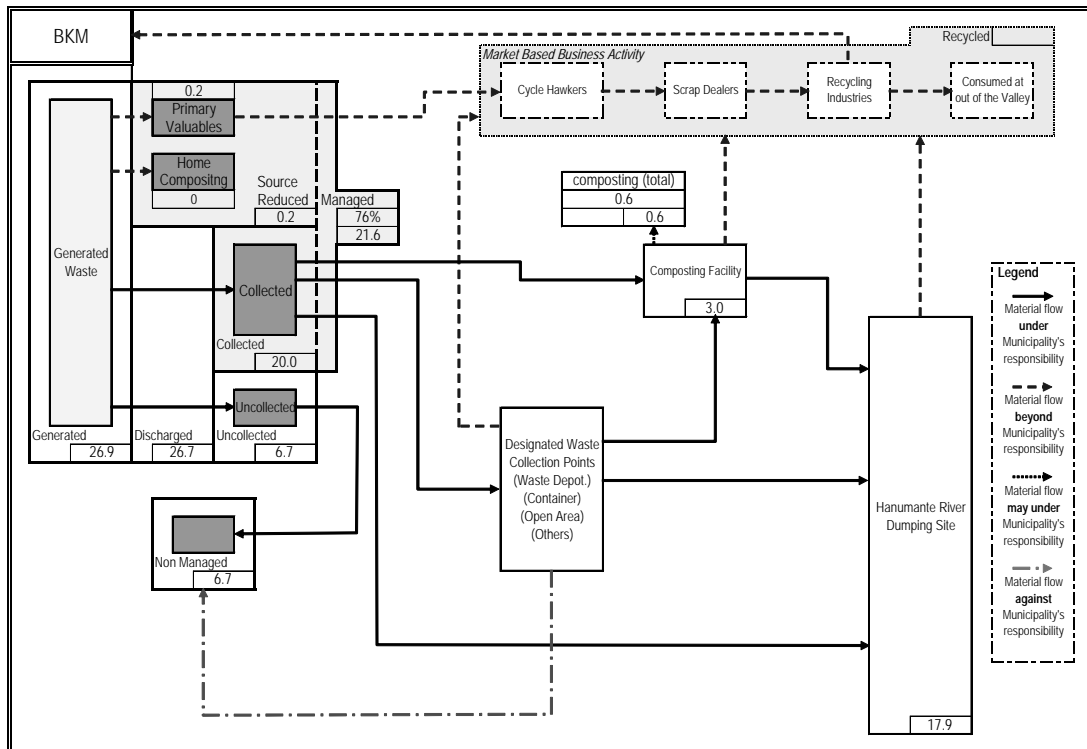 BKM
Recycled
Market Based Business Activity
Cycle Hawkers
Scrap Dealers
Recycling
Industries
Consumed at
out of the Valley
0.2
Primary
Valuables
Home
Compositng
0
Source
Reduced
0.2
Managed
76%
21.6
Generated
Waste
Collected
Collected
20.0
Uncollected
Generated
26.9
Discharged
26.7
Uncollected
6.7
Non Managed
6.7
composting (total)
0.6
0.6
Composting Facility
3.0
Designated Waste
Collection Points
(Waste Depot.)
(Container)
(Open Area)
(Others)
Hanumante River
Dumping Site
17.9
Legend
Material flow
under
Municipality's
responsibility
Material flow
beyond
Municipality's
responsibility
Material flow
may under
Municipality's
responsibility
Material flow
against
Municipality's
responsibility